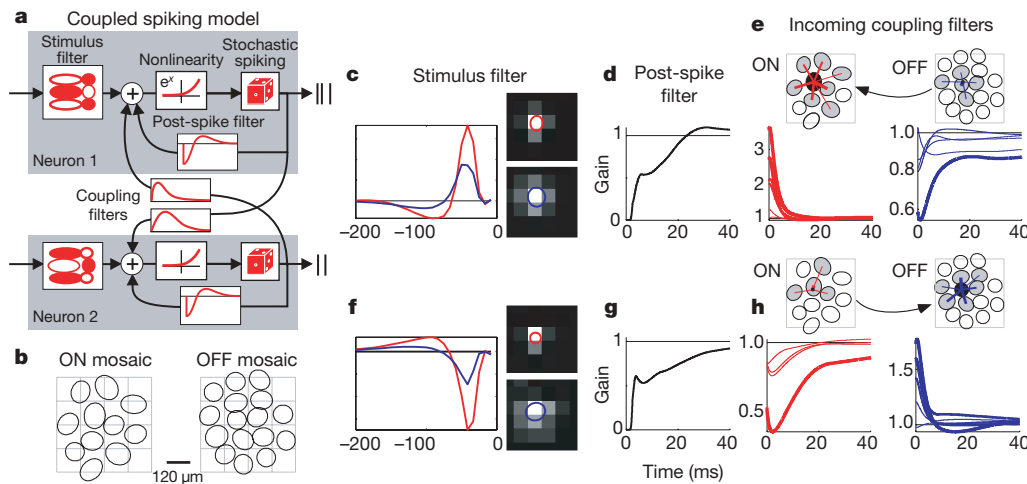 a Coupled spiking model
Stimulus filter
Nonlinearity
Stochastic spiking
eˣ
+
Post-spike filter
Neuron 1
Coupling filters
+
Neuron 2
b
ON mosaic
OFF mosaic
120 µm
c Stimulus filter
−200 −100 0
d Post-spike filter
Gain
1
0
0 20 40
e Incoming coupling filters
ON
OFF
3
2
1
0 20 40
1.0
0.8
0.6
0 20 40
f
−200 −100 0
g
Gain
1
0
0 20 40
Time (ms)
h
ON
OFF
1.0
0.5
0 20 40
1.5
1.0
0 20 40